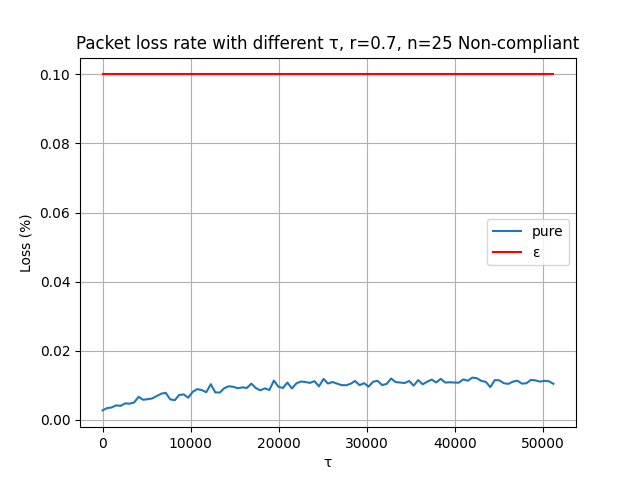 Packet loss rate with different τ, r=0.7, n=25 Non-compliant
0.10
0.08
0.06
0.04
0.02
0.00
Loss (%)
pure
ε
0 10000 20000 30000 40000 50000
τ